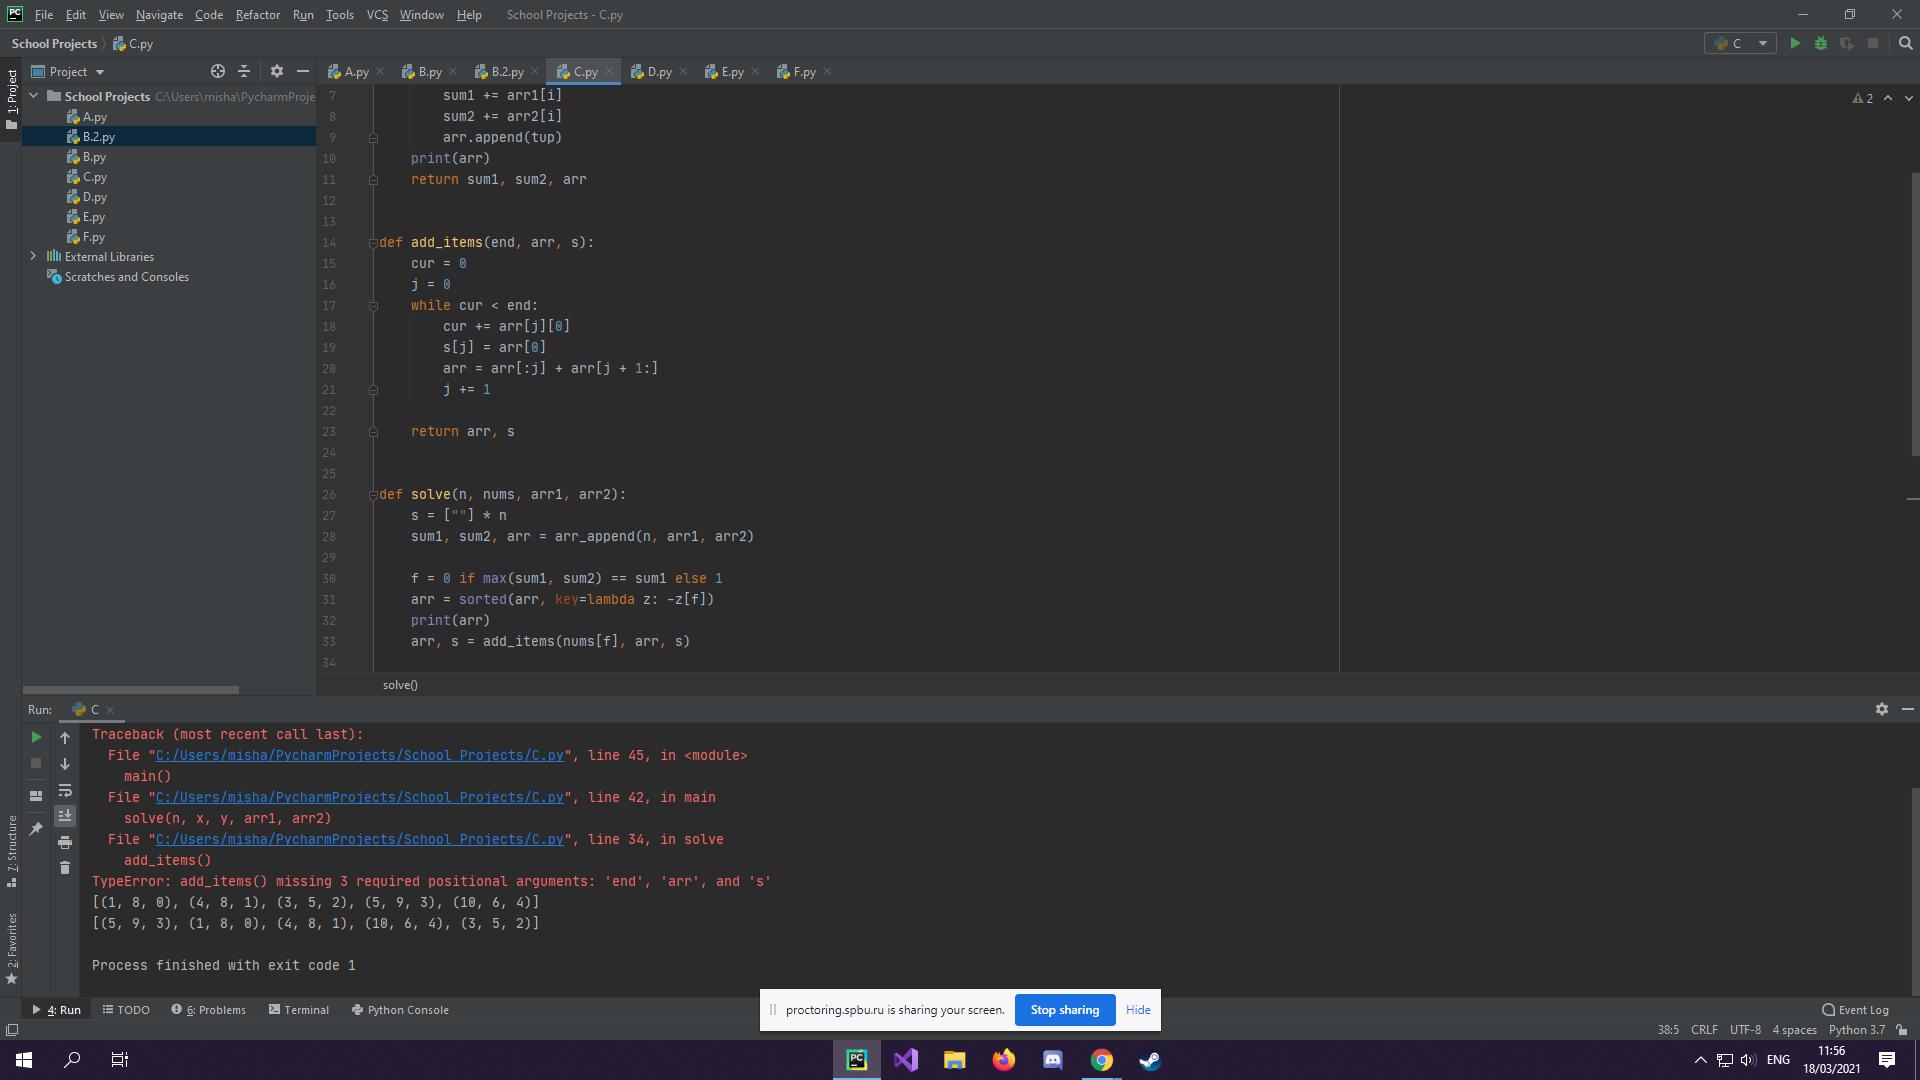 PC File Edit View Navigate Code Refactor Run Tools VCS Window Help School Projects - C.py
School Projects C.py C
Project A.py B.py B.2.py C.py D.py E.py F.py
1: Project
School Projects C:\Users\misha\PycharmProje
A.py
B.2.py
B.py
C.py
D.py
E.py
F.py
External Libraries
Scratches and Consoles
2
7 sum1 += arr1[i]
8 sum2 += arr2[i]
9 arr.append(tup)
10 print(arr)
11 return sum1, sum2, arr
12
13
14 def add_items(end, arr, s):
15 cur = 0
16 j = 0
17 while cur < end:
18 cur += arr[j][0]
19 s[j] = arr[0]
20 arr = arr[:j] + arr[j + 1:]
21 j += 1
22
23 return arr, s
24
25
26 def solve(n, nums, arr1, arr2):
27 s = [""] * n
28 sum1, sum2, arr = arr_append(n, arr1, arr2)
29
30 f = 0 if max(sum1, sum2) == sum1 else 1
31 arr = sorted(arr, key=lambda z: -z[f])
32 print(arr)
33 arr, s = add_items(nums[f], arr, s)
34
solve()
Run: C
Traceback (most recent call last):
File "C:/Users/misha/PycharmProjects/School Projects/C.py", line 45, in <module>
main()
File "C:/Users/misha/PycharmProjects/School Projects/C.py", line 42, in main
solve(n, x, y, arr1, arr2)
File "C:/Users/misha/PycharmProjects/School Projects/C.py", line 34, in solve
add_items()
TypeError: add_items() missing 3 required positional arguments: 'end', 'arr', and 's'
[(1, 8, 0), (4, 8, 1), (3, 5, 2), (5, 9, 3), (10, 6, 4)]
[(5, 9, 3), (1, 8, 0), (4, 8, 1), (10, 6, 4), (3, 5, 2)]
Process finished with exit code 1
7: Structure
2: Favorites
proctoring.spbu.ru is sharing your screen. Stop sharing Hide
4: Run TODO 6: Problems Terminal Python Console Event Log
38:5 CRLF UTF-8 4 spaces Python 3.7
PC ENG 11:56
18/03/2021